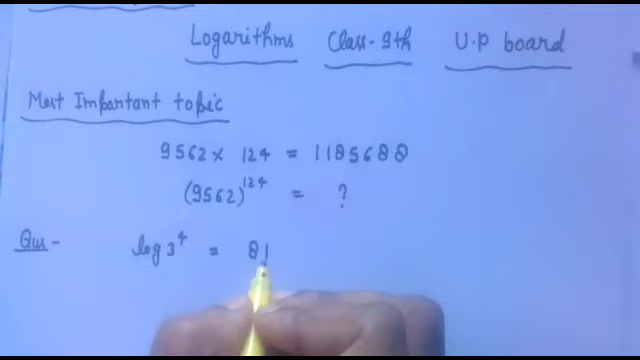 Logarithms Class-9th U.P board
Most Important topic
9562 x 124 = 1185688
(9562)^124 = ?
Que - log 3^4 = 81